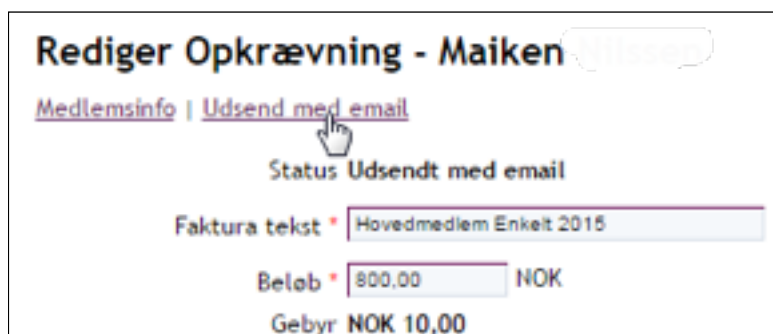 Rediger Opkrævning - Maiken
Medlemsinfo | Udsend med email
Status Udsendt med email
Faktura tekst * Hovedmedlem Enkelt 2015
Beløb * 800,00 NOK
Gebyr NOK 10,00